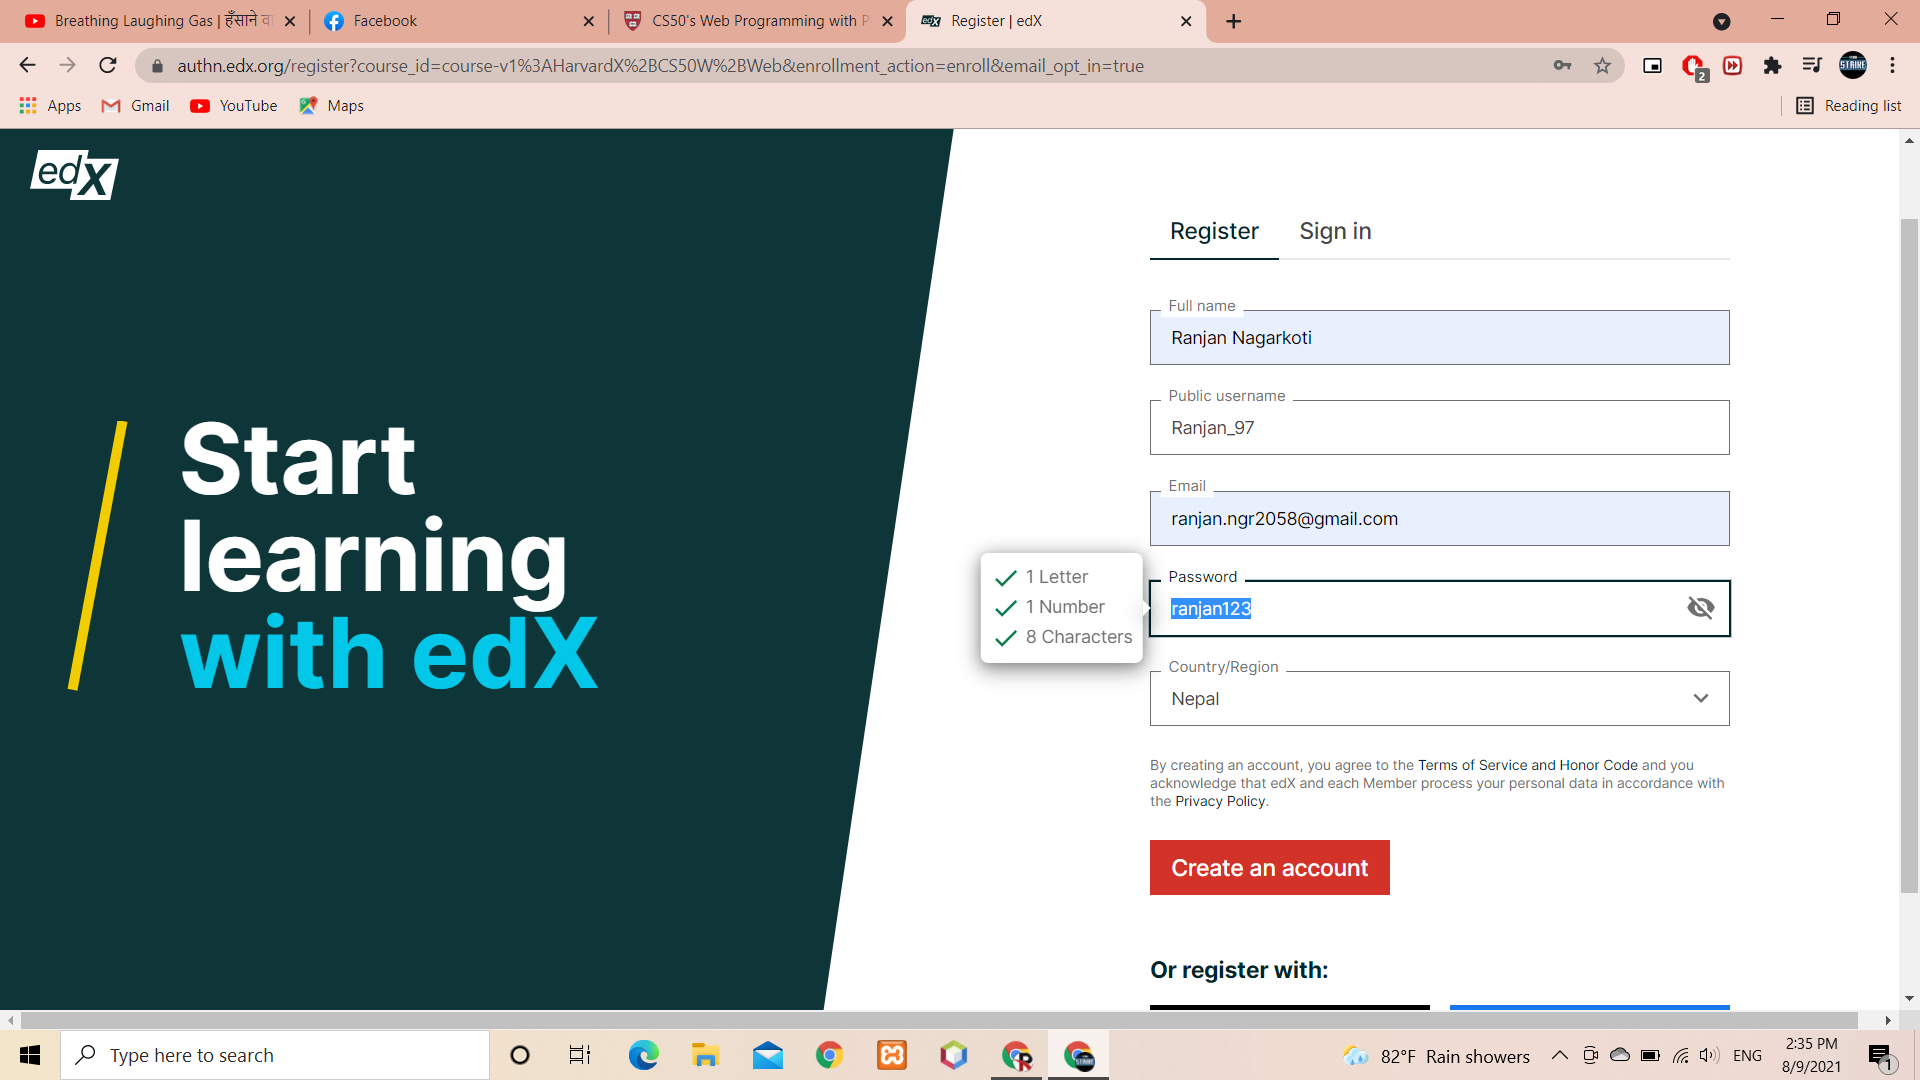 Breathing Laughing Gas | हँसाने वा
Facebook
CS50's Web Programming with P
Register | edX
authn.edx.org/register?course_id=course-v1%3AHarvardX%2BCS50W%2BWeb&enrollment_action=enroll&email_opt_in=true
2
STRIKE
Apps
Gmail
YouTube
Maps
Reading list
edX
Register
Sign in
Full name
Ranjan Nagarkoti
Public username
Ranjan_97
Email
ranjan.ngr2058@gmail.com
1 Letter
1 Number
8 Characters
Password
ranjan123
Country/Region
Nepal
Start
learning
with edX
By creating an account, you agree to the Terms of Service and Honor Code and you
acknowledge that edX and each Member process your personal data in accordance with
the Privacy Policy.
Create an account
Or register with:
Type here to search
82°F Rain showers
ENG
2:35 PM
8/9/2021
1